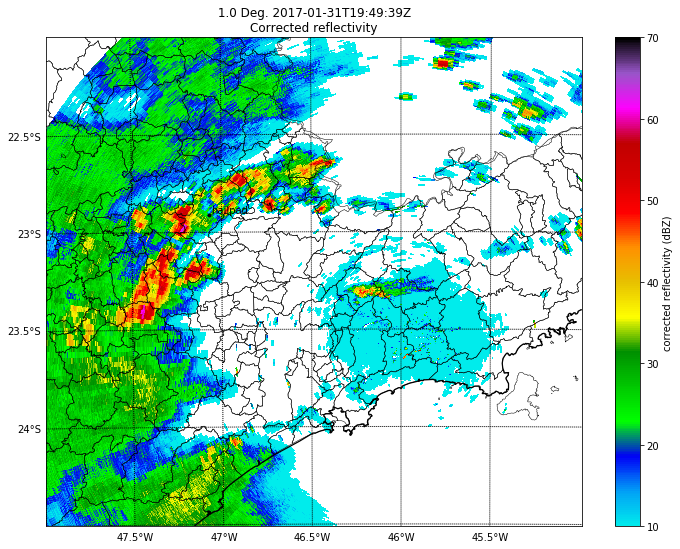 1.0 Deg. 2017-01-31T19:49:39Z
Corrected reflectivity
70
60
50
40
30
20
10
corrected reflectivity (dBZ)
22.5°S
23°S
23.5°S
24°S
47.5°W 47°W 46.5°W 46°W 45.5°W